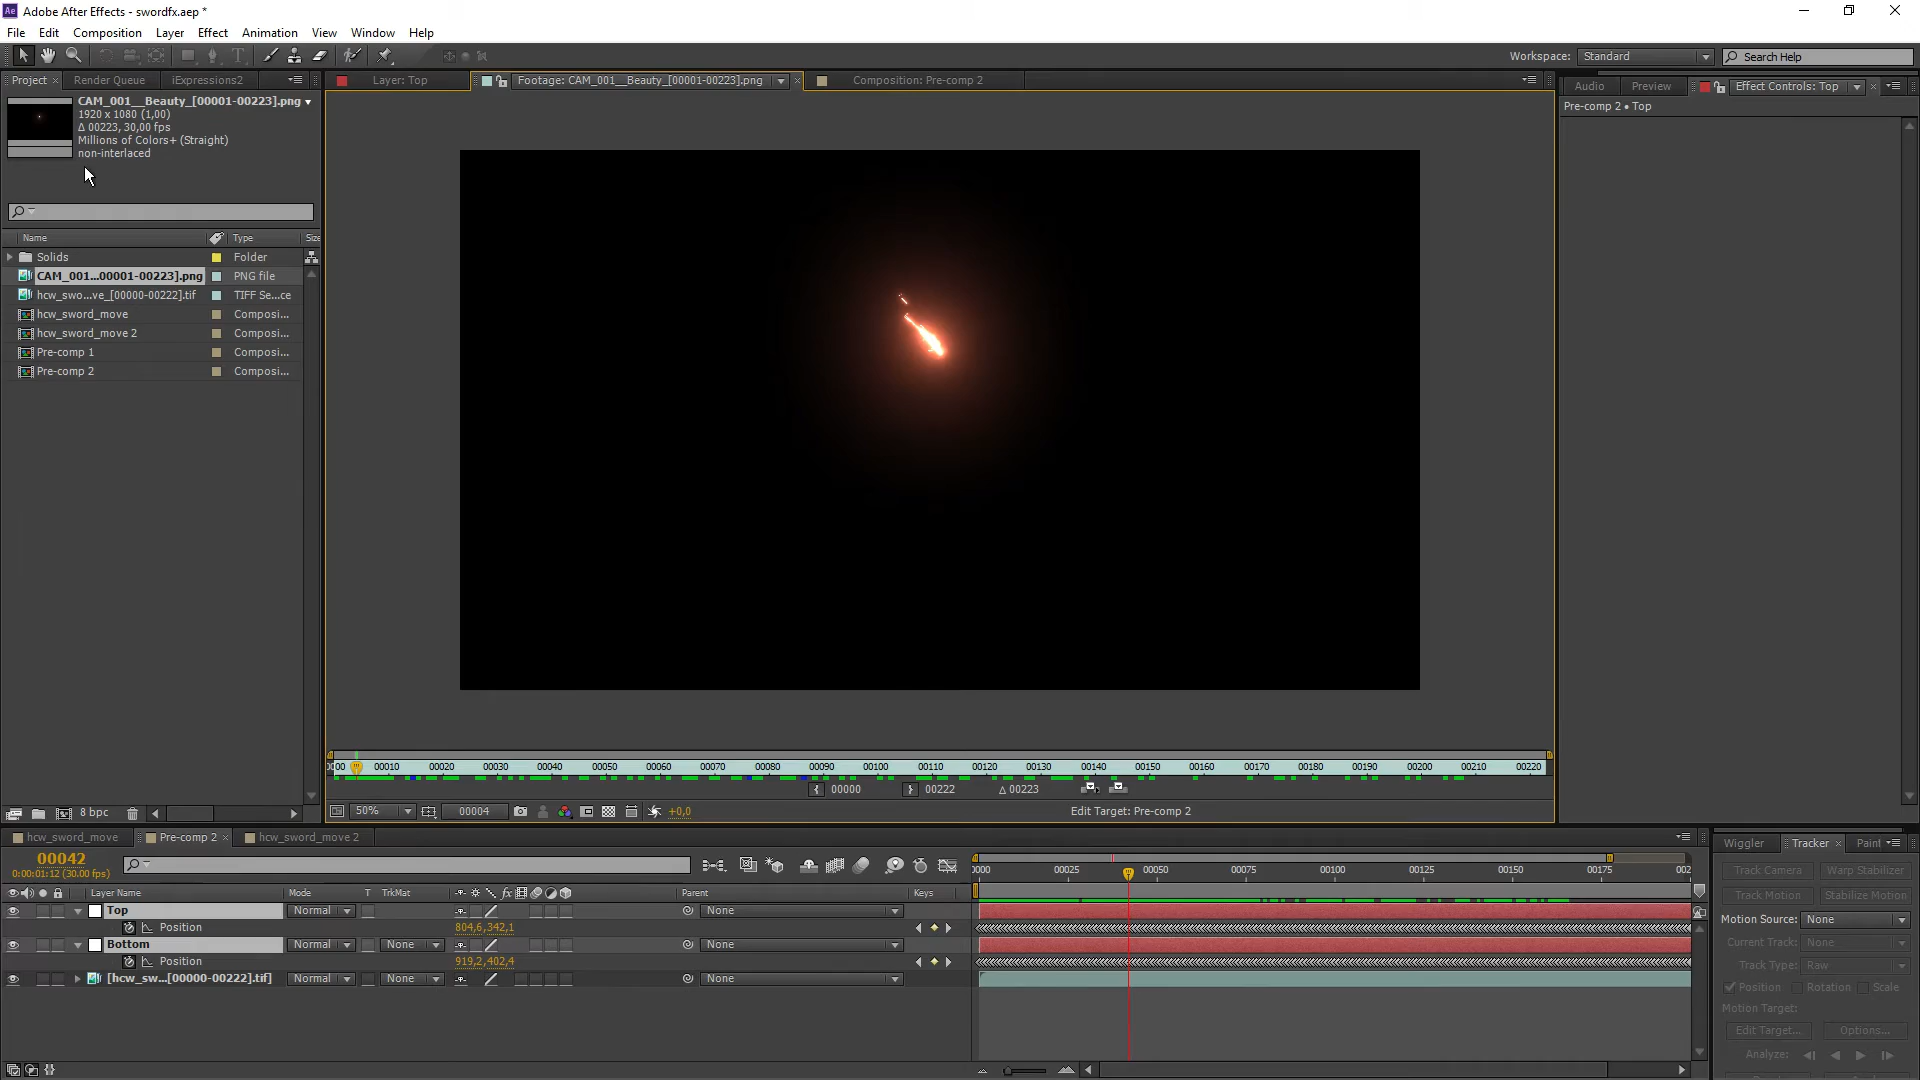 Adobe After Effects - swordfx.aep *
File Edit Composition Layer Effect Animation View Window Help
Workspace: Standard Search Help
Project Render Queue iExpressions2
Layer: Top Footage: CAM_001__Beauty_[00001-00223].png Composition: Pre-comp 2
Audio Preview Effect Controls: Top
CAM_001__Beauty_[00001-00223].png
1920 x 1080 (1,00)
Δ 00223, 30,00 fps
Millions of Colors+ (Straight)
non-interlaced
Pre-comp 2 • Top
Name Type Size
Solids Folder
CAM_001...00001-00223].png PNG file
hcw_swo...ve_[00000-00222].tif TIFF Se...ce
hcw_sword_move Composi...
hcw_sword_move 2 Composi...
Pre-comp 1 Composi...
Pre-comp 2 Composi...
00010 00020 00030 00040 00050 00060 00070 00080 00090 00100 00110 00120 00130 00140 00150 00160 00170 00180 00190 00200 00210 00220
00000 00222 Δ 00223
8 bpc
50% 00004 +0,0 Edit Target: Pre-comp 2
hcw_sword_move Pre-comp 2 hcw_sword_move 2
00042
0:00:01:12 (30.00 fps)
0000 00025 00050 00075 00100 00125 00150 00175 002
Layer Name Mode T TrkMat Parent Keys
Top Normal None
Position 804,6,342,1
Bottom Normal None None
Position 919,2,402,4
[hcw_sw...[00000-00222].tif] Normal None None
Wiggler Tracker Paint
Track Camera Warp Stabilizer
Track Motion Stabilize Motion
Motion Source: None
Current Track: None
Track Type: Raw
Position Rotation Scale
Motion Target:
Edit Target... Options...
Analyze: